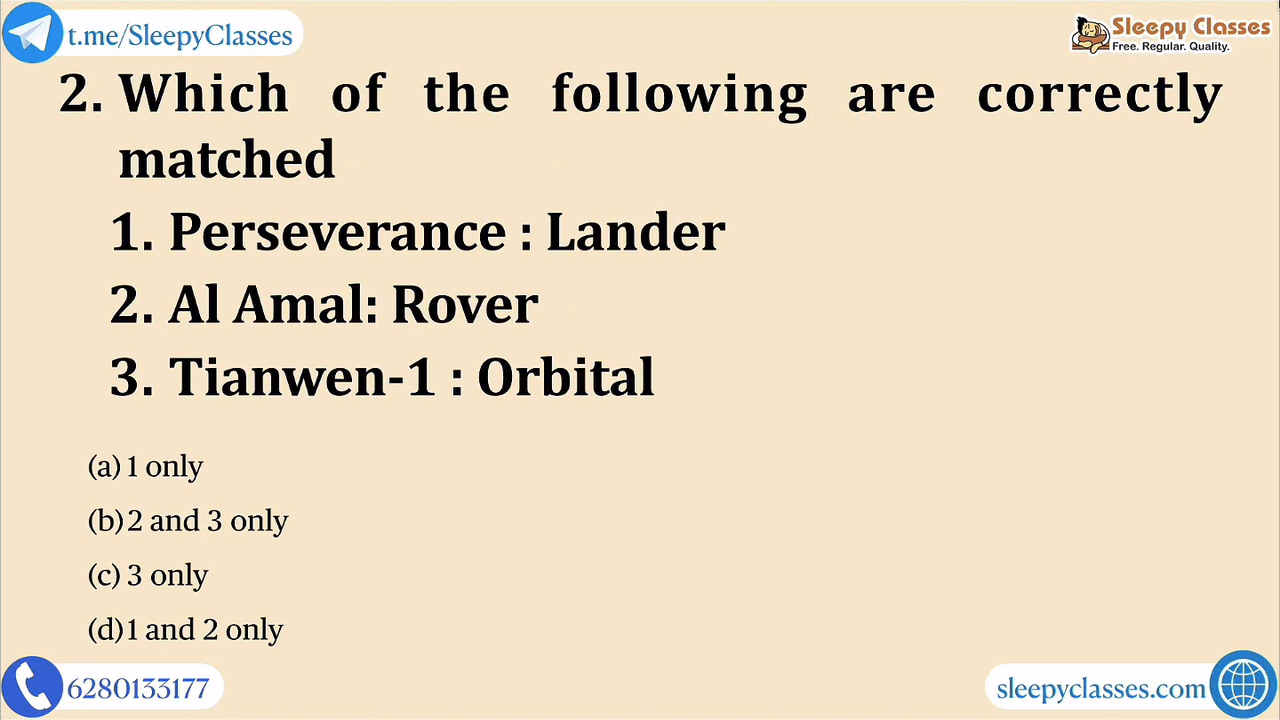 t.me/SleepyClasses
Sleepy Classes
Free. Regular. Quality.
2. Which of the following are correctly
matched
1. Perseverance : Lander
2. Al Amal: Rover
3. Tianwen-1 : Orbital
(a) 1 only
(b) 2 and 3 only
(c) 3 only
(d) 1 and 2 only
6280133177
sleepyclasses.com